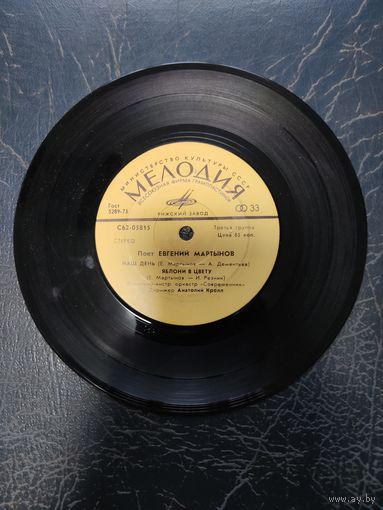 МИНИСТЕРСТВО КУЛЬТУРЫ СССР
МЕЛОДИЯ
ВСЕСОЮЗНАЯ ФИРМА ГРАМПЛАСТИНОК
РИЖСКИЙ ЗАВОД
Гост
5289-73
33
С62-05815
Третья группа
СТЕРЕО
Цена 65 коп.
Поет ЕВГЕНИЙ МАРТЫНОВ
НАШ ДЕНЬ (Е. Мартынов — А. Дементьев)
ЯБЛОНИ В ЦВЕТУ
(Е. Мартынов — И. Резник)
оркестр «Современник»
Дирижер Анатолий Кролл
www.ay.by